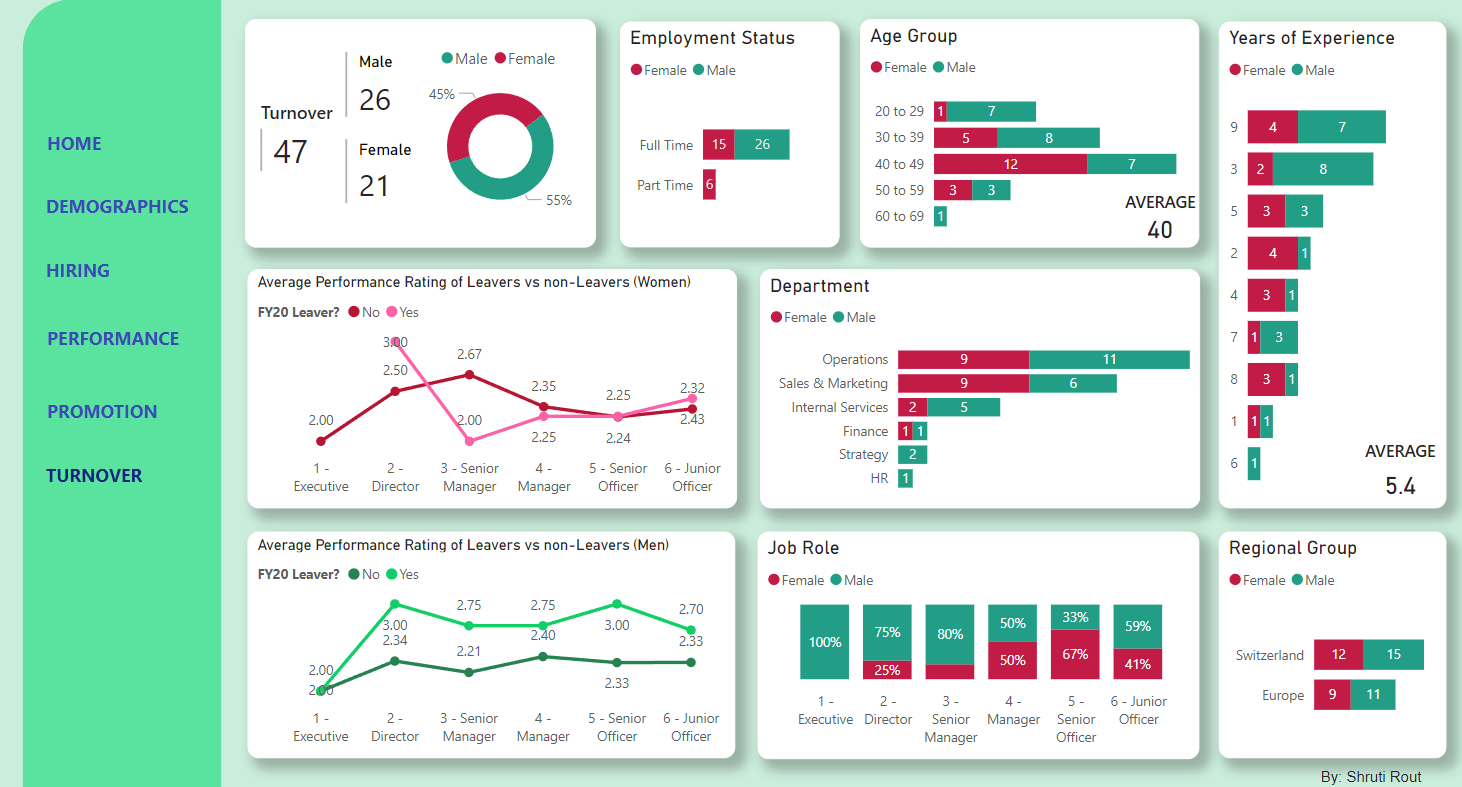 HOME
DEMOGRAPHICS
HIRING
PERFORMANCE
PROMOTION
TURNOVER
Turnover
47
Male
26
Female
21
Male Female
45%
55%
Employment Status
Female Male
Full Time 15 26
Part Time 6
Age Group
Female Male
20 to 29 1 7
30 to 39 5 8
40 to 49 12 7
50 to 59 3 3
60 to 69 1
AVERAGE
40
Years of Experience
Female Male
9 4 7
3 2 8
5 3 3
2 4 1
4 3 1
7 1 3
8 3 1
1 1 1
6 1
AVERAGE
5.4
Average Performance Rating of Leavers vs non-Leavers (Women)
FY20 Leaver? No Yes
3.00
2.67
2.50
2.35
2.32
2.25
2.00
2.00
2.43
2.25
2.24
1 - Executive
2 - Director
3 - Senior Manager
4 - Manager
5 - Senior Officer
6 - Junior Officer
Department
Female Male
Operations 9 11
Sales & Marketing 9 6
Internal Services 2 5
Finance 1 1
Strategy 2
HR 1
Average Performance Rating of Leavers vs non-Leavers (Men)
FY20 Leaver? No Yes
2.75
2.75
2.70
3.00
3.00
2.34
2.40
2.33
2.21
2.00
2.33
2.00
1 - Executive
2 - Director
3 - Senior Manager
4 - Manager
5 - Senior Officer
6 - Junior Officer
Job Role
Female Male
100%
75%
25%
80%
50%
50%
33%
67%
59%
41%
1 - Executive
2 - Director
3 - Senior Manager
4 - Manager
5 - Senior Officer
6 - Junior Officer
Regional Group
Female Male
Switzerland 12 15
Europe 9 11
By: Shruti Rout